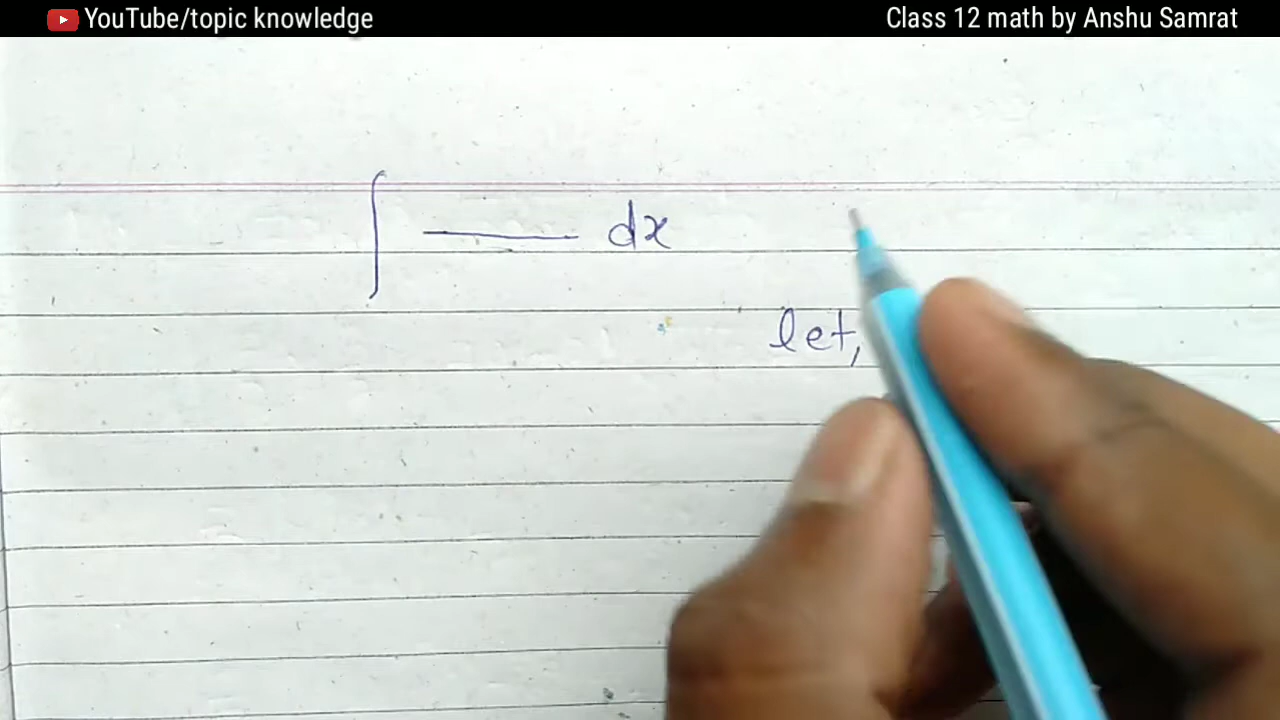 YouTube/topic knowledge
Class 12 math by Anshu Samrat
∫ —— dx
let,